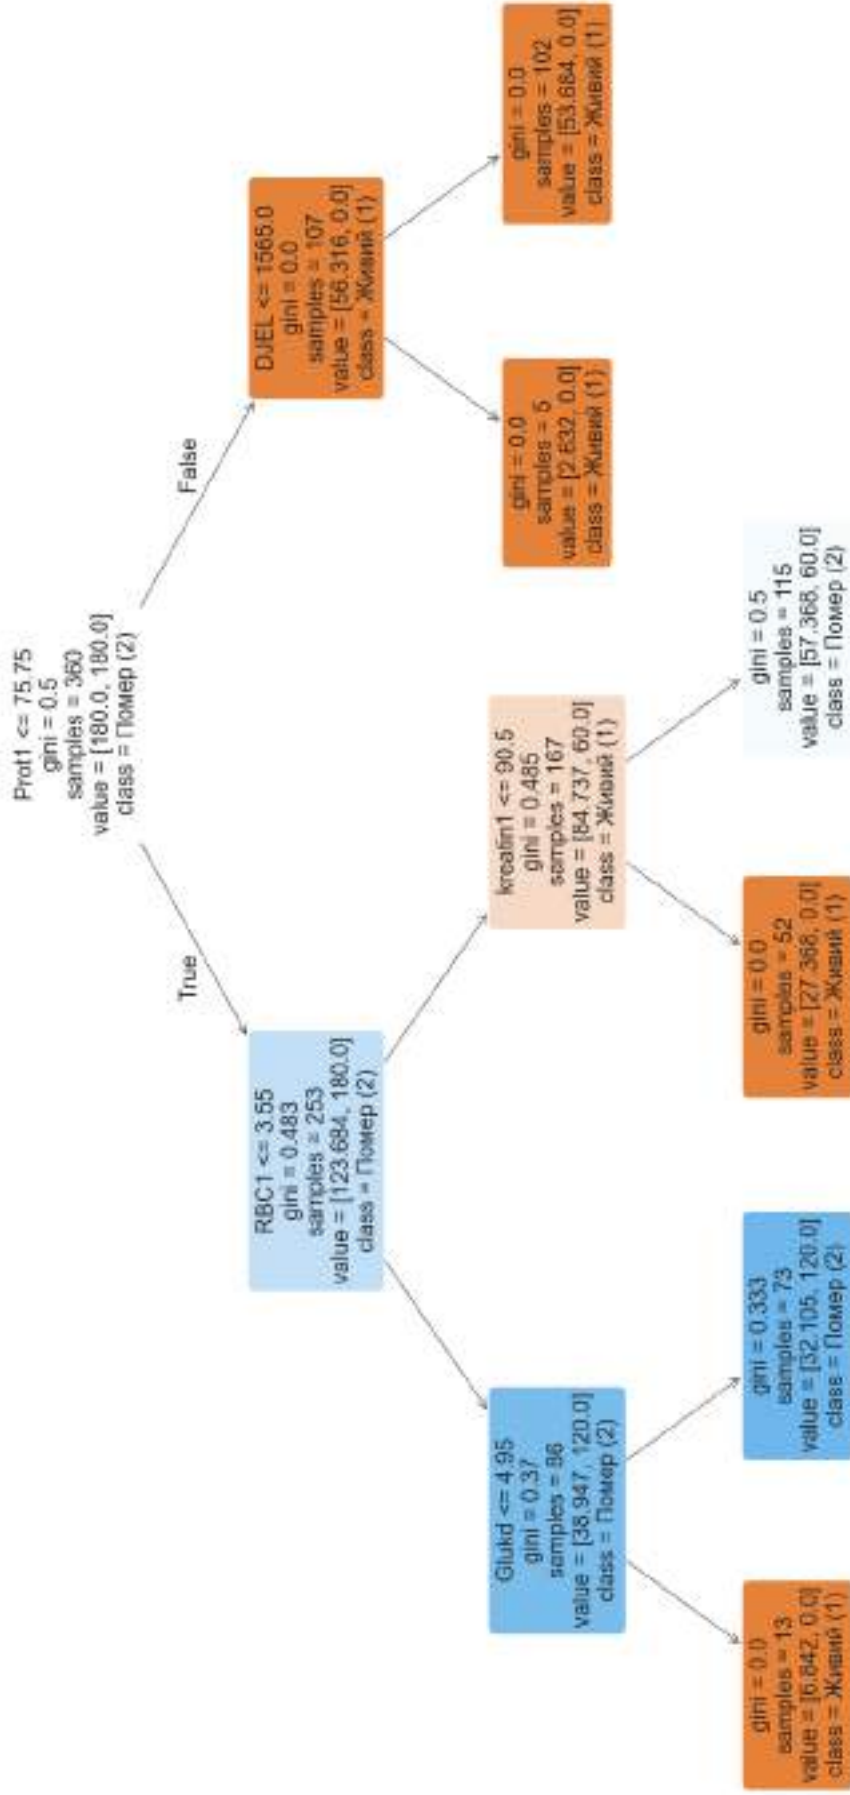 Prot1 <= 75.75
gini = 0.5
samples = 360
value = [180.0, 180.0]
class = Помер (2)
True
False
RBC1 <= 3.55
gini = 0.483
samples = 253
value = [123.684, 180.0]
class = Помер (2)
DJEL <= 1565.0
gini = 0.0
samples = 107
value = [56.316, 0.0]
class = Живий (1)
Glukd <= 4.95
gini = 0.37
samples = 86
value = [38.947, 120.0]
class = Помер (2)
kreatin1 <= 90.5
gini = 0.485
samples = 167
value = [84.737, 60.0]
class = Живий (1)
gini = 0.0
samples = 5
value = [2.632, 0.0]
class = Живий (1)
gini = 0.0
samples = 102
value = [53.684, 0.0]
class = Живий (1)
gini = 0.0
samples = 13
value = [6.842, 0.0]
class = Живий (1)
gini = 0.333
samples = 73
value = [32.105, 120.0]
class = Помер (2)
gini = 0.0
samples = 52
value = [27.368, 0.0]
class = Живий (1)
gini = 0.5
samples = 115
value = [57.368, 60.0]
class = Помер (2)